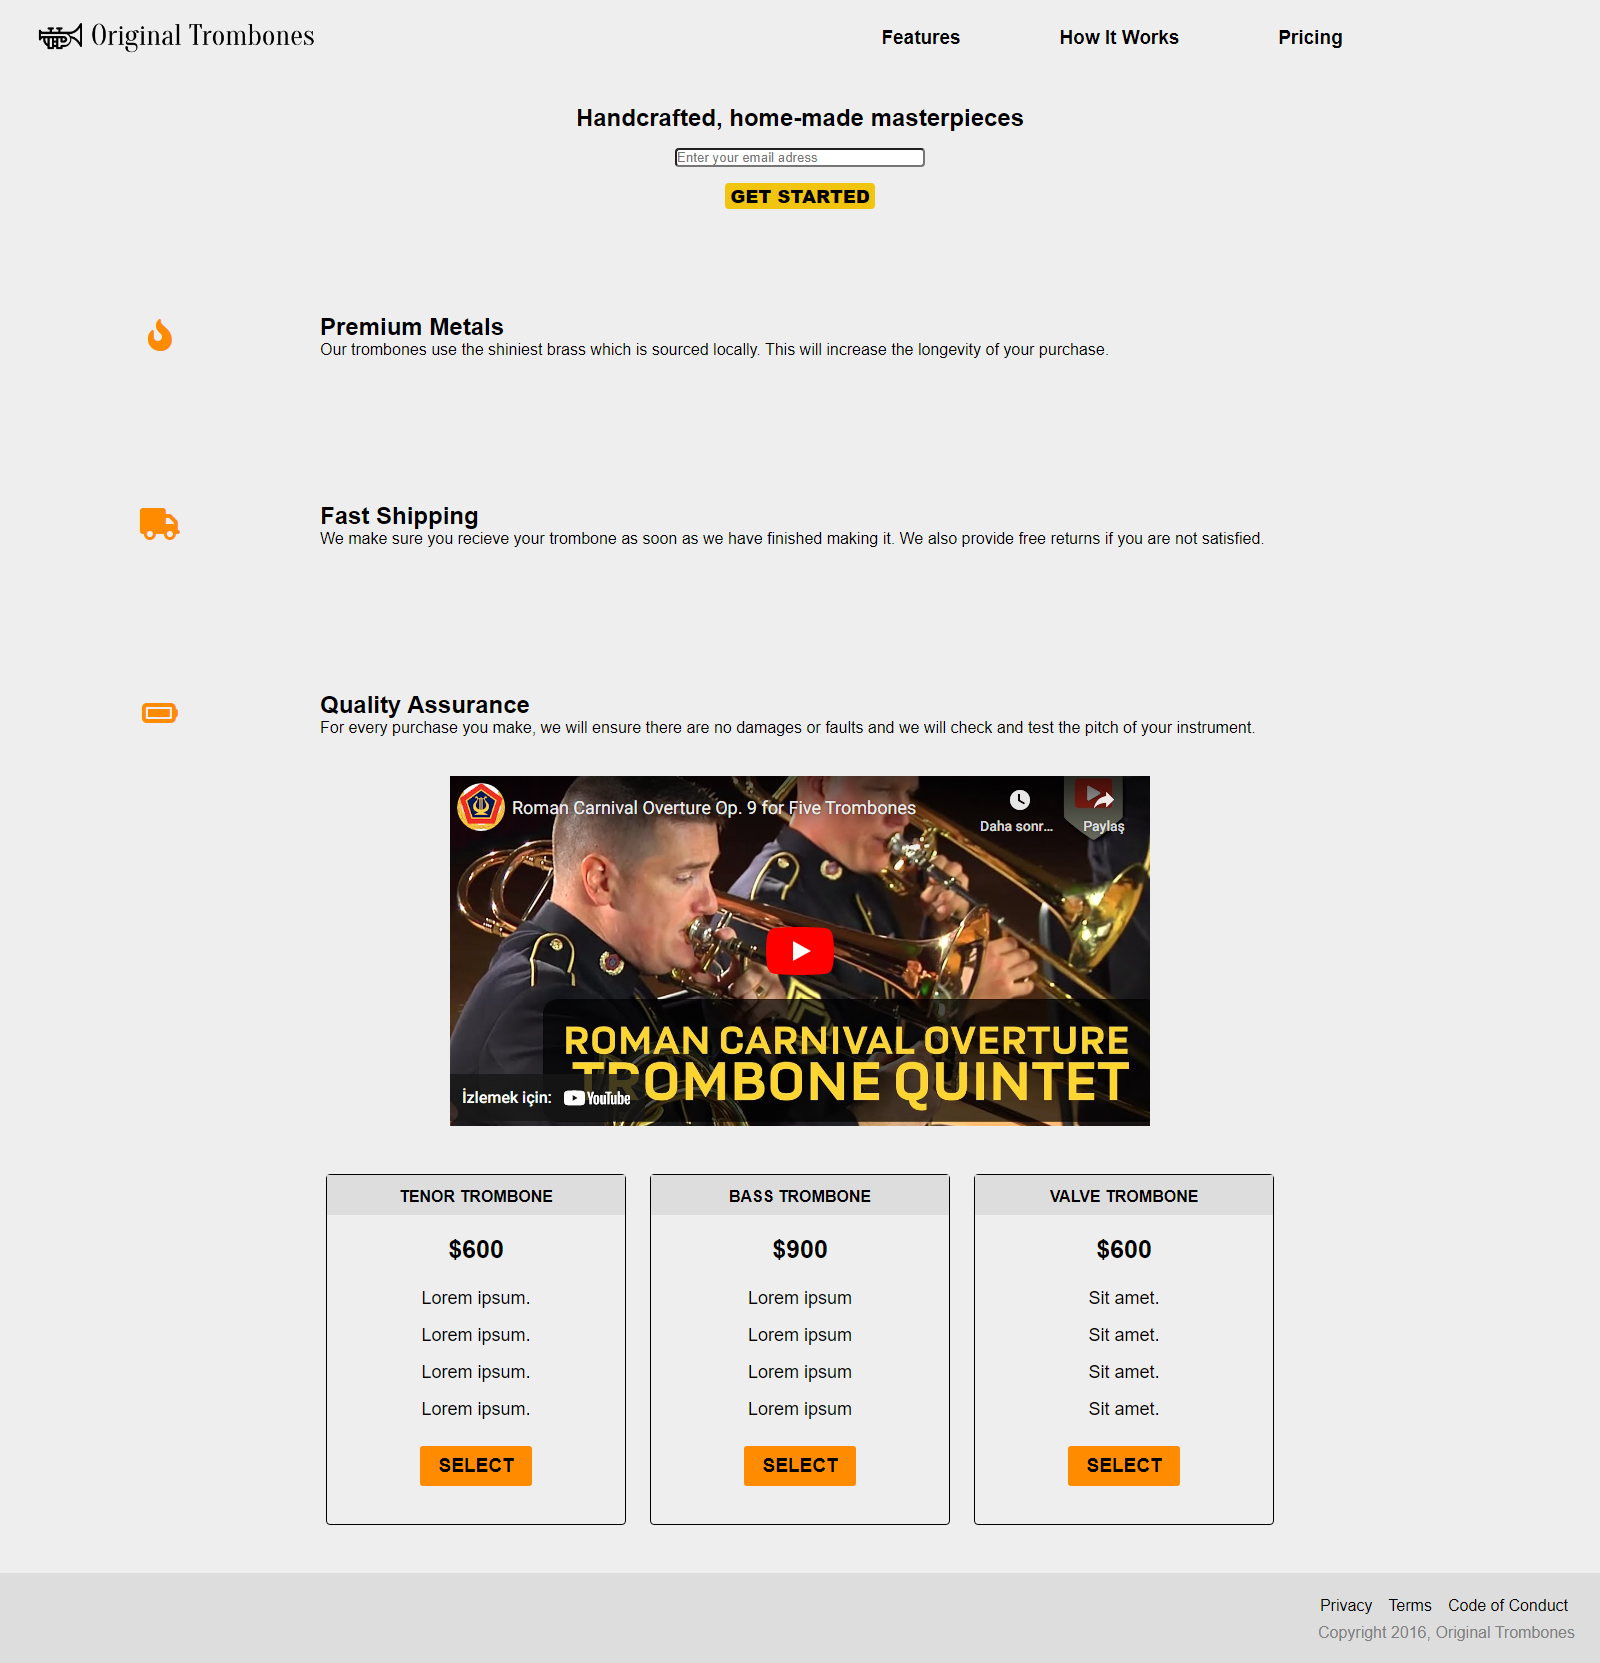 Original Trombones
Features
How It Works
Pricing
Handcrafted, home-made masterpieces
Enter your email adress
GET STARTED
Premium Metals
Our trombones use the shiniest brass which is sourced locally. This will increase the longevity of your purchase.
Fast Shipping
We make sure you recieve your trombone as soon as we have finished making it. We also provide free returns if you are not satisfied.
Quality Assurance
For every purchase you make, we will ensure there are no damages or faults and we will check and test the pitch of your instrument.
Roman Carnival Overture Op. 9 for Five Trombones
Daha sonr...
Paylaş
ROMAN CARNIVAL OVERTURE
TROMBONE QUINTET
İzlemek için: YouTube
TENOR TROMBONE
$600
Lorem ipsum.
Lorem ipsum.
Lorem ipsum.
Lorem ipsum.
SELECT
BASS TROMBONE
$900
Lorem ipsum
Lorem ipsum
Lorem ipsum
Lorem ipsum
SELECT
VALVE TROMBONE
$600
Sit amet.
Sit amet.
Sit amet.
Sit amet.
SELECT
Privacy Terms Code of Conduct
Copyright 2016, Original Trombones